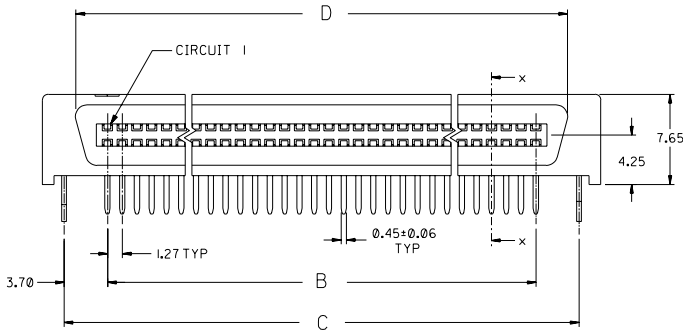 D
CIRCUIT 1
x
7.65
4.25
0.45±0.06
TYP
x
1.27 TYP
3.70
B
C